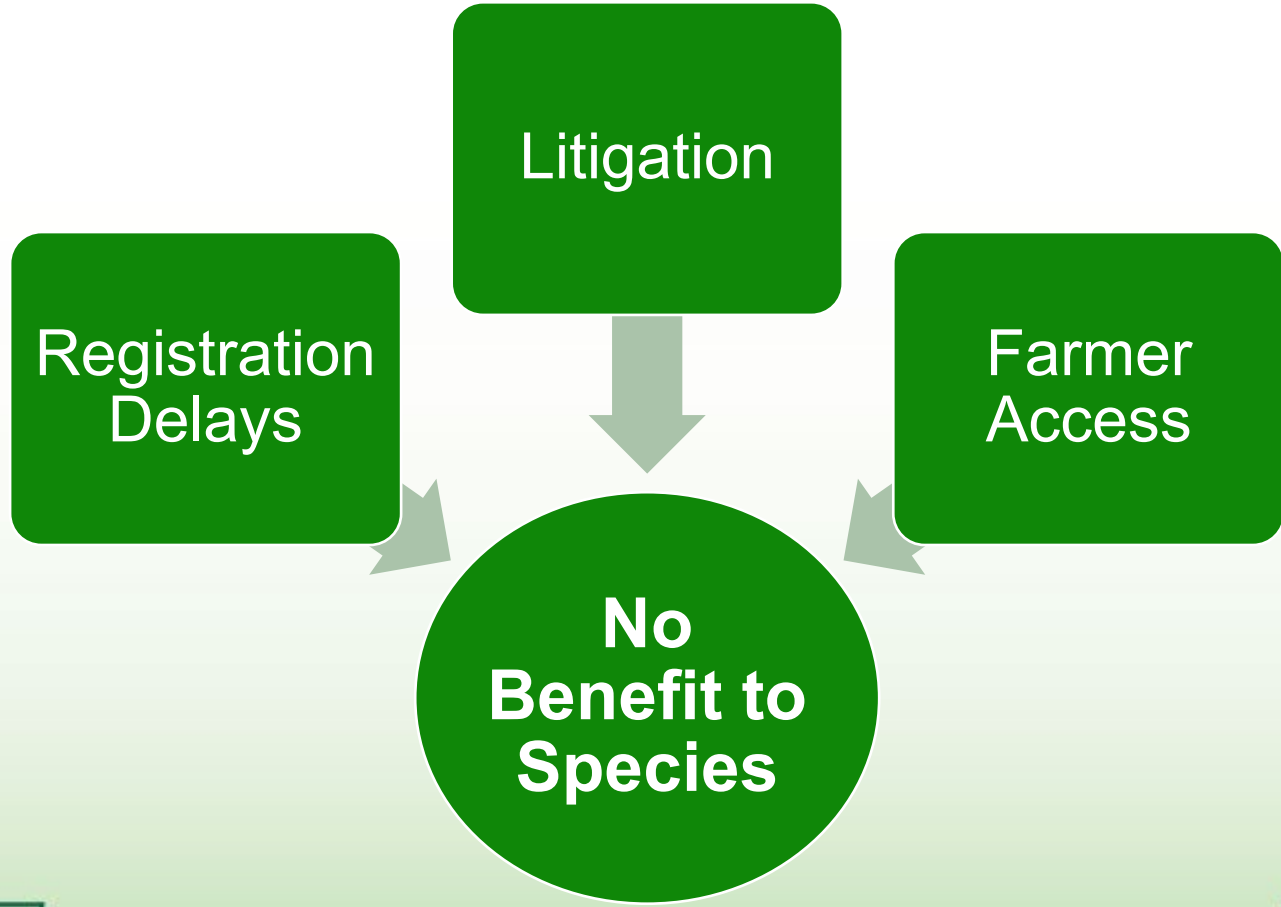 Litigation
Registration
Delays
Farmer
Access
No
Benefit to
Species